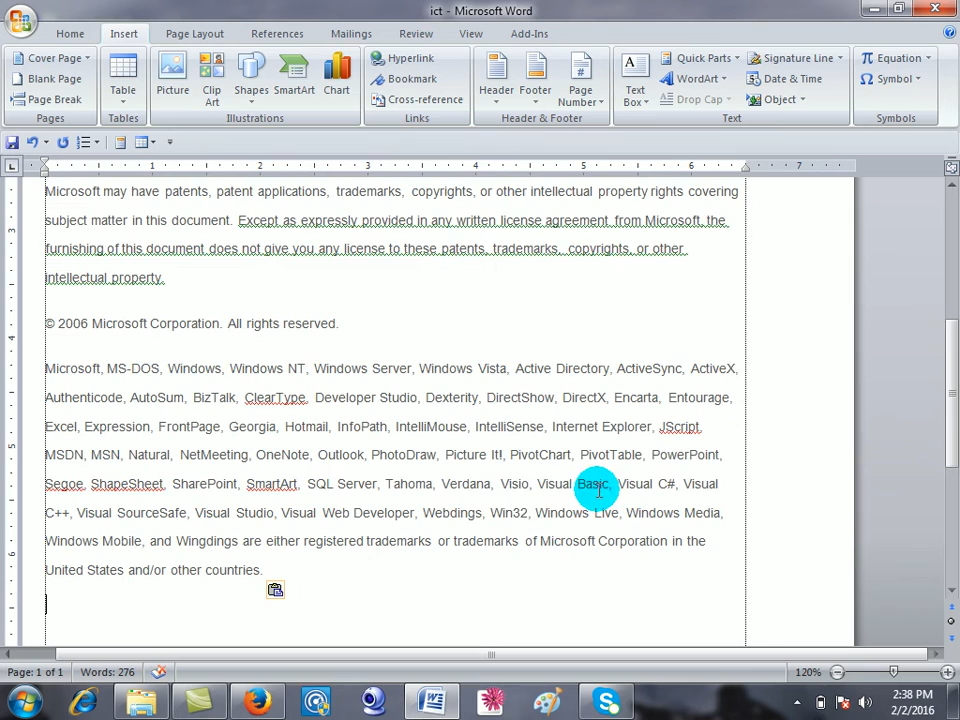 ict - Microsoft Word
Home Insert Page Layout References Mailings Review View Add-Ins
Cover Page
Blank Page
Page Break
Pages
Table
Tables
Picture
Clip Art
Shapes
SmartArt
Chart
Illustrations
Hyperlink
Bookmark
Cross-reference
Links
Header
Footer
Page Number
Header & Footer
A
Text Box
Quick Parts
WordArt
Drop Cap
Signature Line
Date & Time
Object
Text
Equation
Symbol
Symbols
1 2 3 4 5 6 7
3
4
5
6
Microsoft may have patents, patent applications, trademarks, copyrights, or other intellectual property rights covering
subject matter in this document. Except as expressly provided in any written license agreement from Microsoft, the
furnishing of this document does not give you any license to these patents, trademarks, copyrights, or other
intellectual property.
© 2006 Microsoft Corporation. All rights reserved.
Microsoft, MS-DOS, Windows, Windows NT, Windows Server, Windows Vista, Active Directory, ActiveSync, ActiveX,
Authenticode, AutoSum, BizTalk, ClearType, Developer Studio, Dexterity, DirectShow, DirectX, Encarta, Entourage,
Excel, Expression, FrontPage, Georgia, Hotmail, InfoPath, IntelliMouse, IntelliSense, Internet Explorer, JScript,
MSDN, MSN, Natural, NetMeeting, OneNote, Outlook, PhotoDraw, Picture It!, PivotChart, PivotTable, PowerPoint,
Segoe, ShapeSheet, SharePoint, SmartArt, SQL Server, Tahoma, Verdana, Visio, Visual Basic, Visual C#, Visual
C++, Visual SourceSafe, Visual Studio, Visual Web Developer, Webdings, Win32, Windows Live, Windows Media,
Windows Mobile, and Wingdings are either registered trademarks or trademarks of Microsoft Corporation in the
United States and/or other countries.
Page: 1 of 1 Words: 276 120%
2:38 PM
2/2/2016